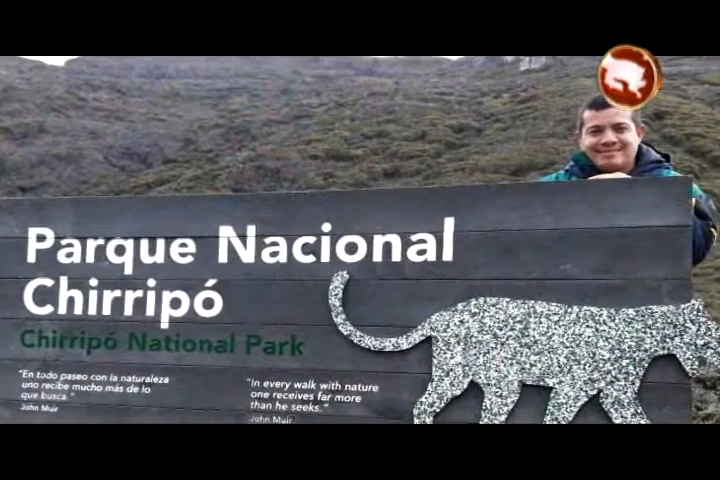 Parque Nacional
Chirripó
Chirripó National Park
"En todo paseo con la naturaleza
uno recibe mucho más de lo
que busca."
John Muir
"In every walk with nature
one receives far more
than he seeks."
John Muir